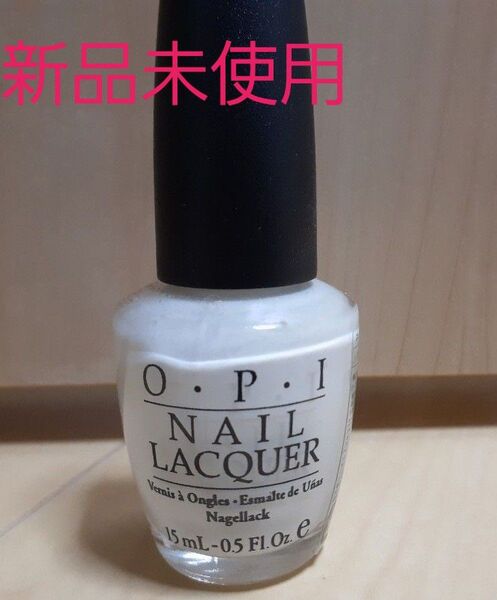 新品未使用
O·P·I
NAIL
LACQUER
Vernis à Ongles • Esmalte de Uñas
Nagellack
15 mL - 0.5 Fl. Oz. e